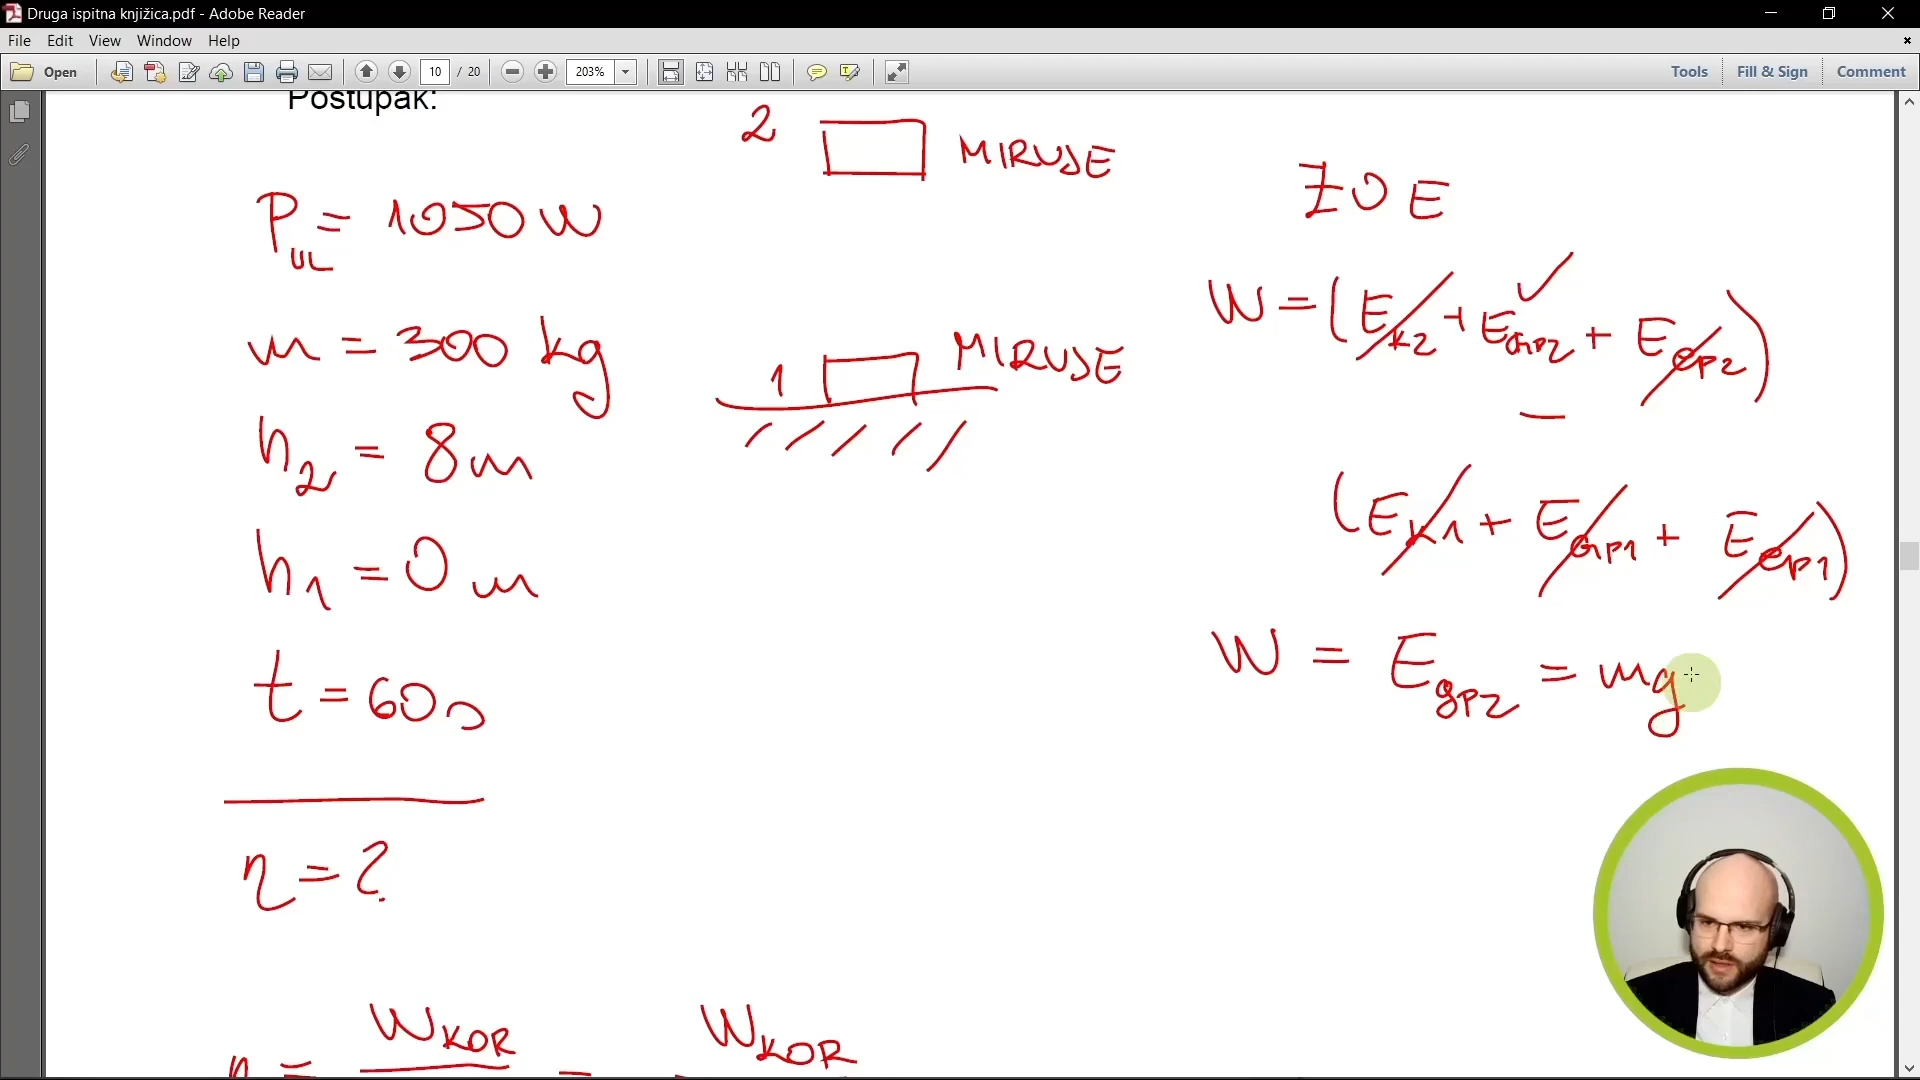 Druga ispitna knjižica.pdf - Adobe Reader
File Edit View Window Help
Open 10 / 20 203% Tools Fill & Sign Comment
Postupak:
2 MIRUJE
P_UL = 1050 W
m = 300 kg
h_2 = 8 m
h_1 = 0 m
t = 60 s
η = ?
1 MIRUJE
ZOE
W = (E_K2 + E_GP2 + E_EP2)
−
(E_K1 + E_GP1 + E_EP1)
W = E_gP2 = mg
η = W_KOR = W_KOR